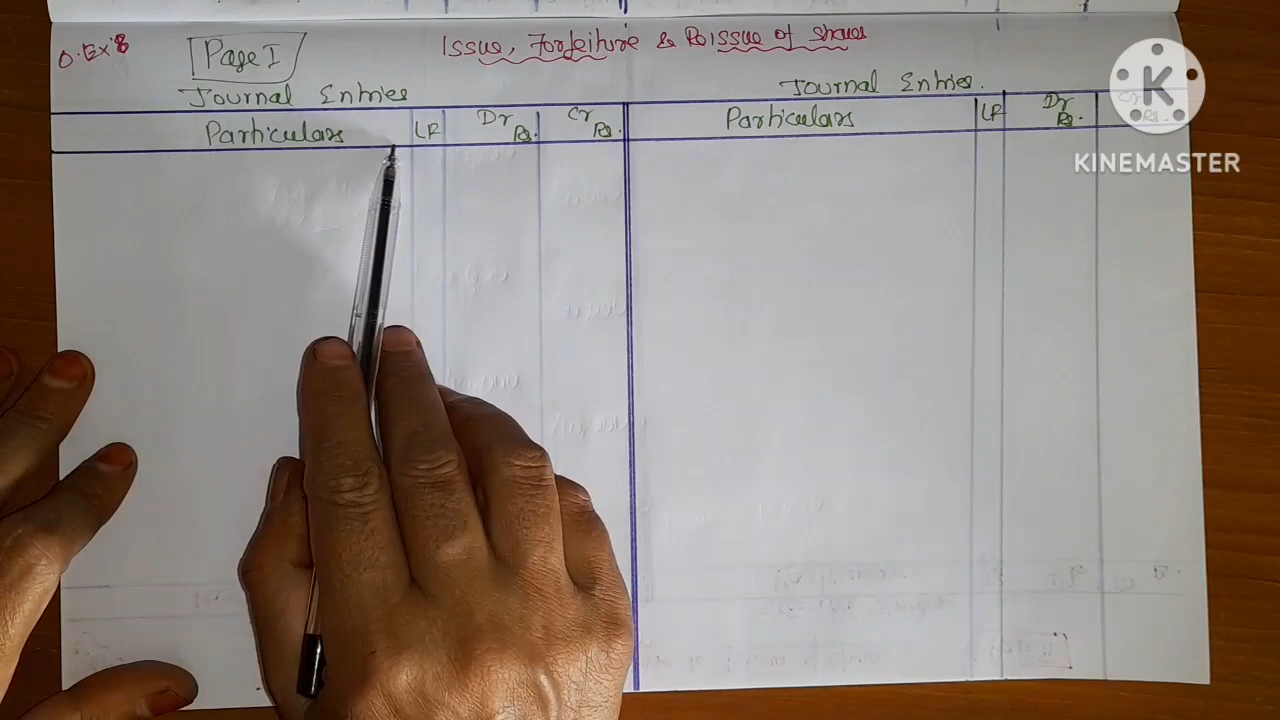 O.Ex 8
Page I
Issue, Forfeiture & Reissue of shares
Journal Entries
Particulars LF Dr Rs. Cr Rs.
Journal Entries.
Particulars LF Dr Rs.
K
KINEMASTER